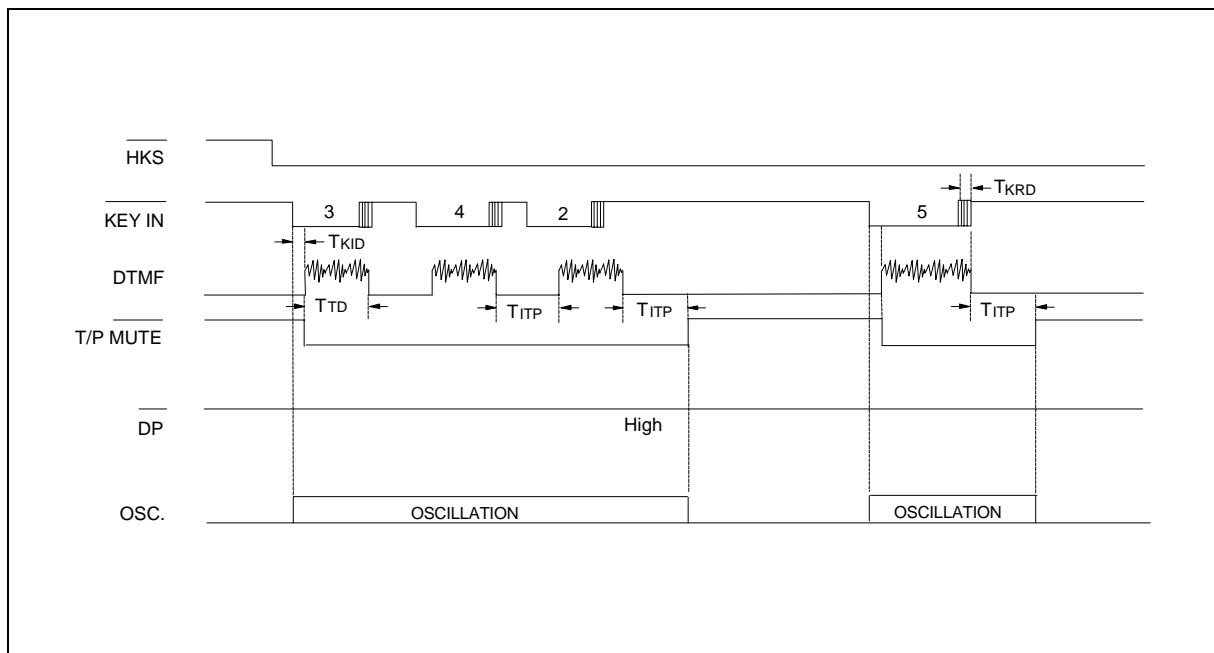 HKS
TKRD
KEY IN 3 4 2 5
TKID
DTMF
TTD TITP TITP TITP
T/P MUTE
DP High
OSC. OSCILLATION OSCILLATION